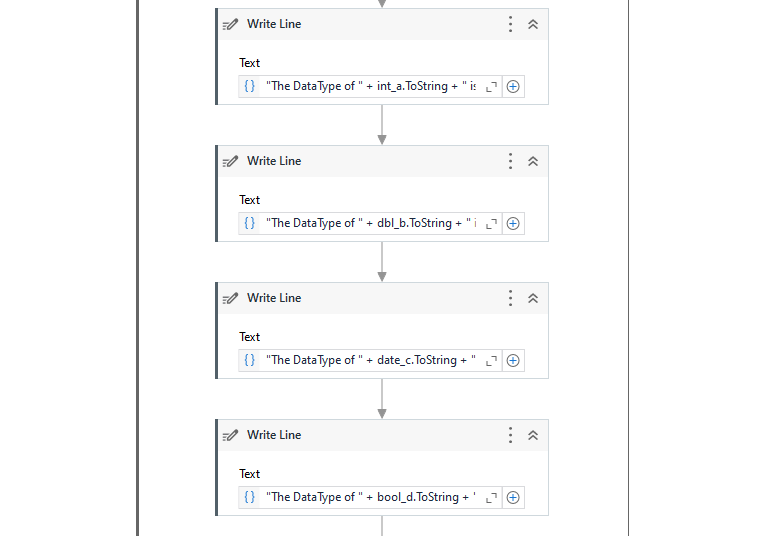 Write Line
Text
"The DataType of " + int_a.ToString + " is
Write Line
Text
"The DataType of " + dbl_b.ToString + " i
Write Line
Text
"The DataType of " + date_c.ToString + "
Write Line
Text
"The DataType of " + bool_d.ToString + "